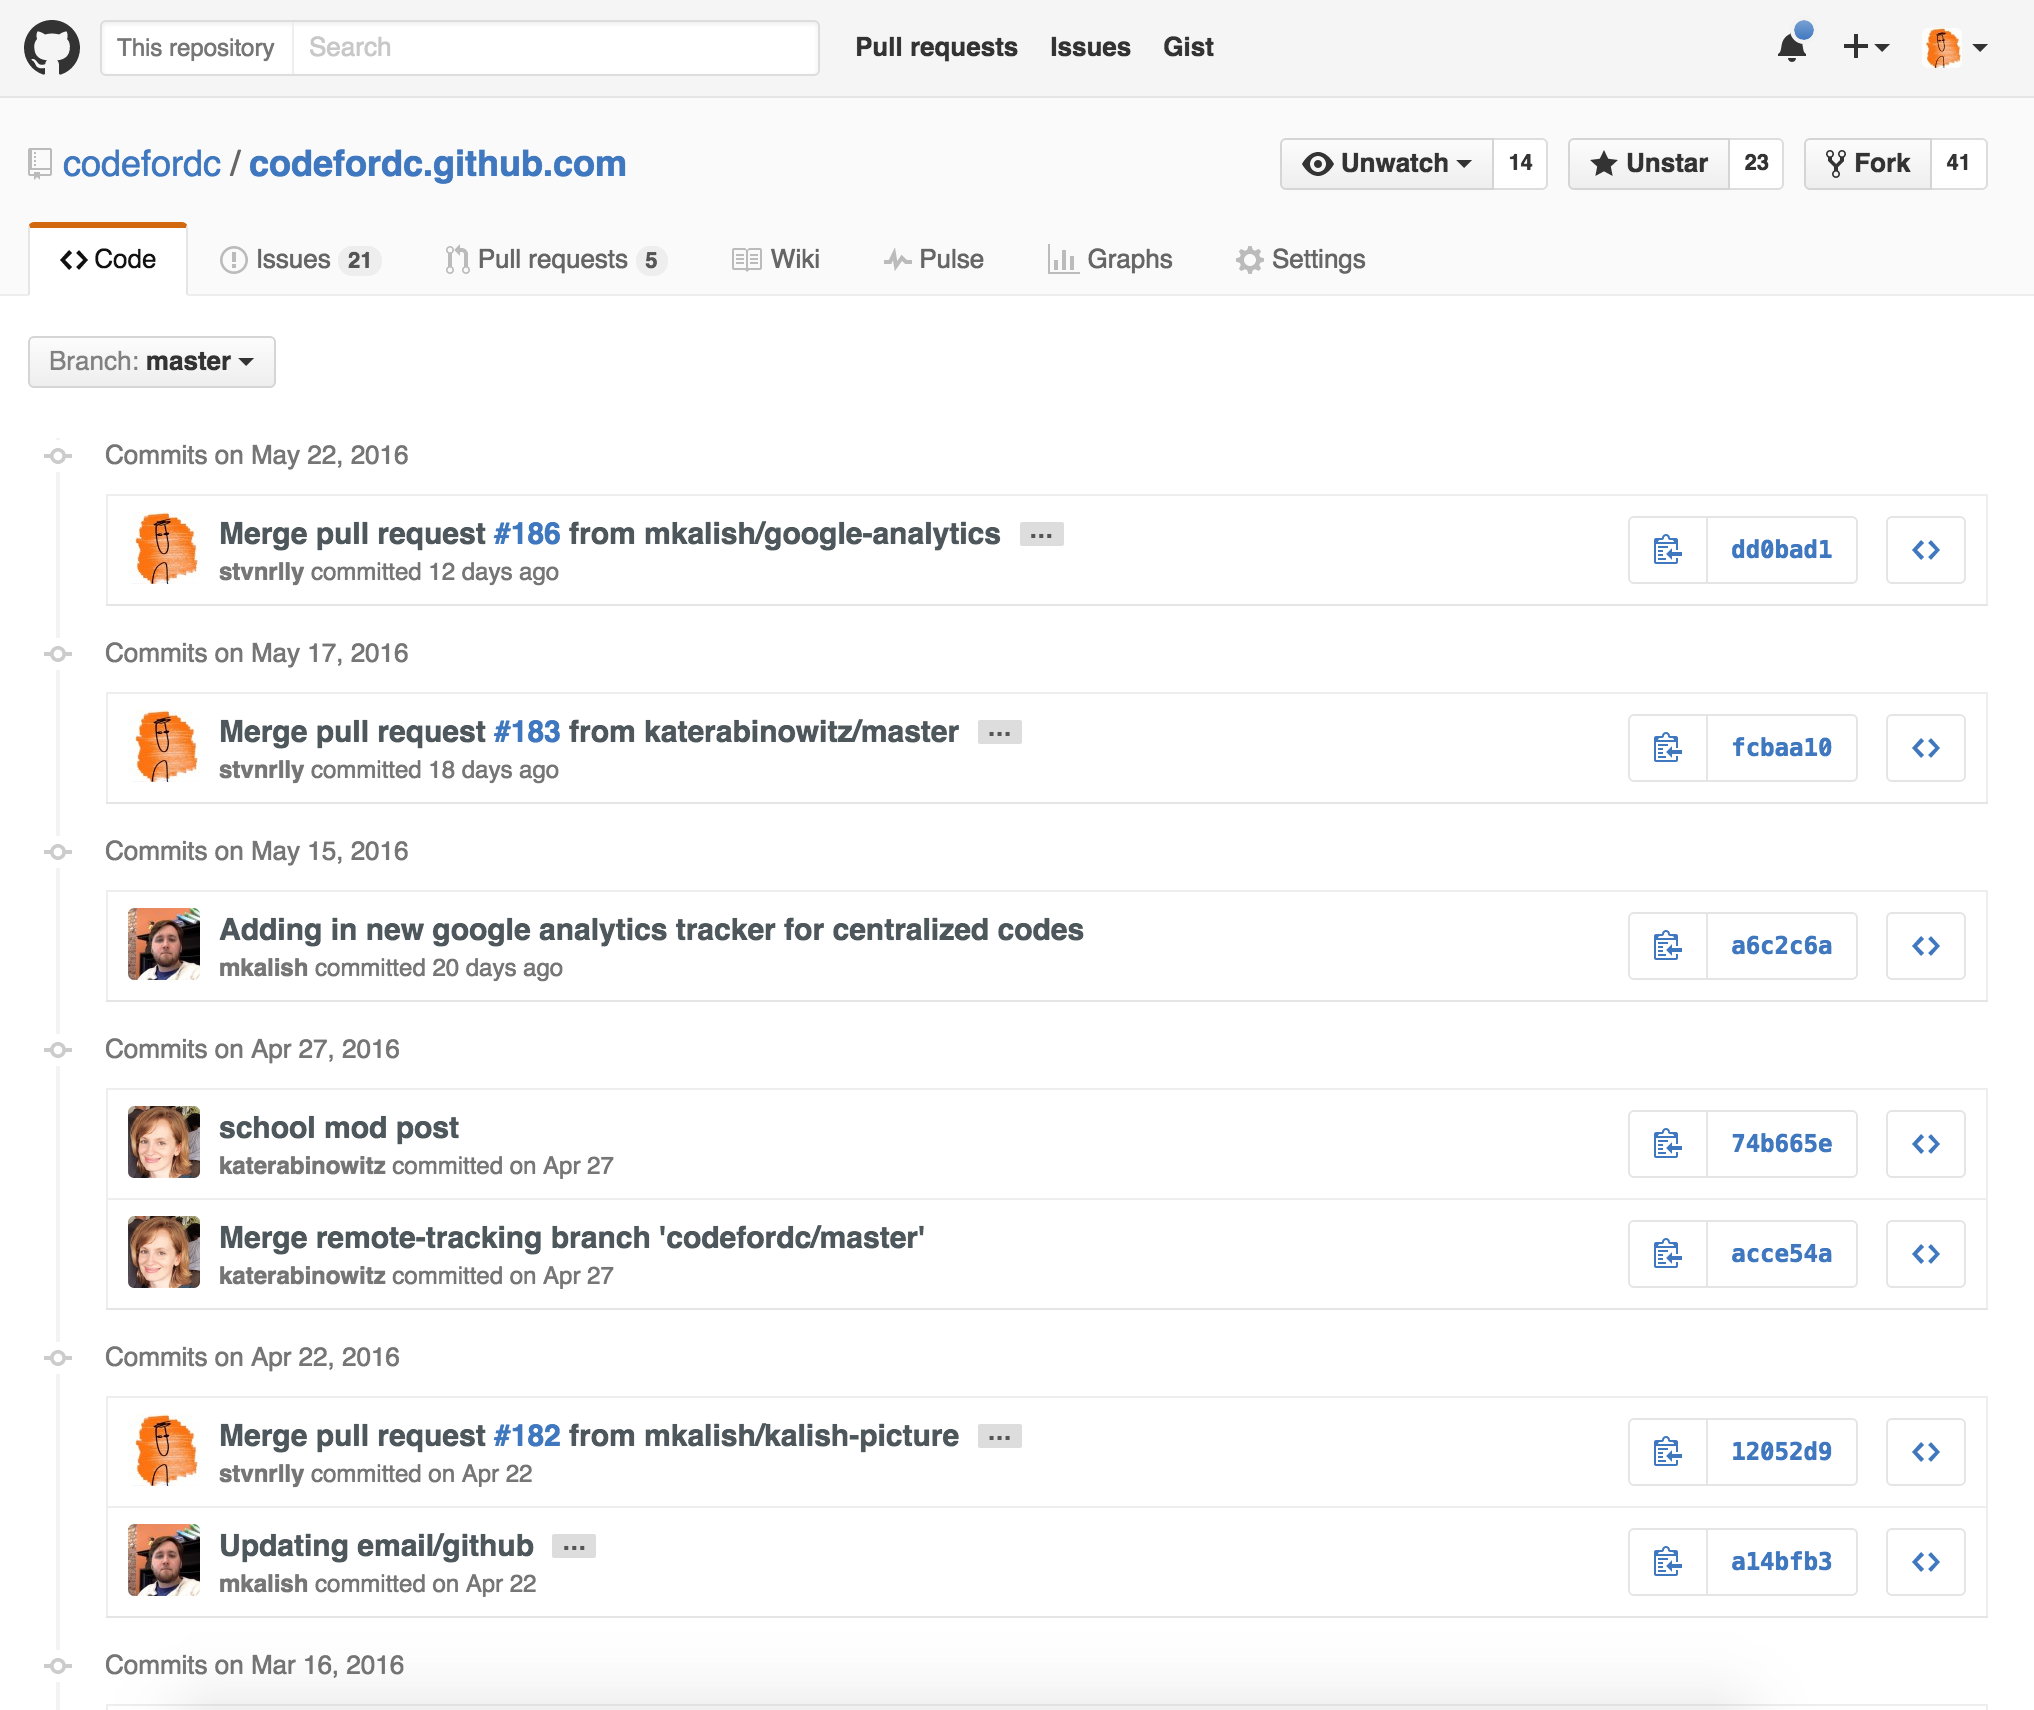 This repository Search Pull requests Issues Gist
codefordc / codefordc.github.com Unwatch 14 Unstar 23 Fork 41
Code Issues 21 Pull requests 5 Wiki Pulse Graphs Settings
Branch: master
Commits on May 22, 2016
Merge pull request #186 from mkalish/google-analytics …
stvnrlly committed 12 days ago
dd0bad1
Commits on May 17, 2016
Merge pull request #183 from katerabinowitz/master …
stvnrlly committed 18 days ago
fcbaa10
Commits on May 15, 2016
Adding in new google analytics tracker for centralized codes
mkalish committed 20 days ago
a6c2c6a
Commits on Apr 27, 2016
school mod post
katerabinowitz committed on Apr 27
74b665e
Merge remote-tracking branch 'codefordc/master'
katerabinowitz committed on Apr 27
acce54a
Commits on Apr 22, 2016
Merge pull request #182 from mkalish/kalish-picture …
stvnrlly committed on Apr 22
12052d9
Updating email/github …
mkalish committed on Apr 22
a14bfb3
Commits on Mar 16, 2016